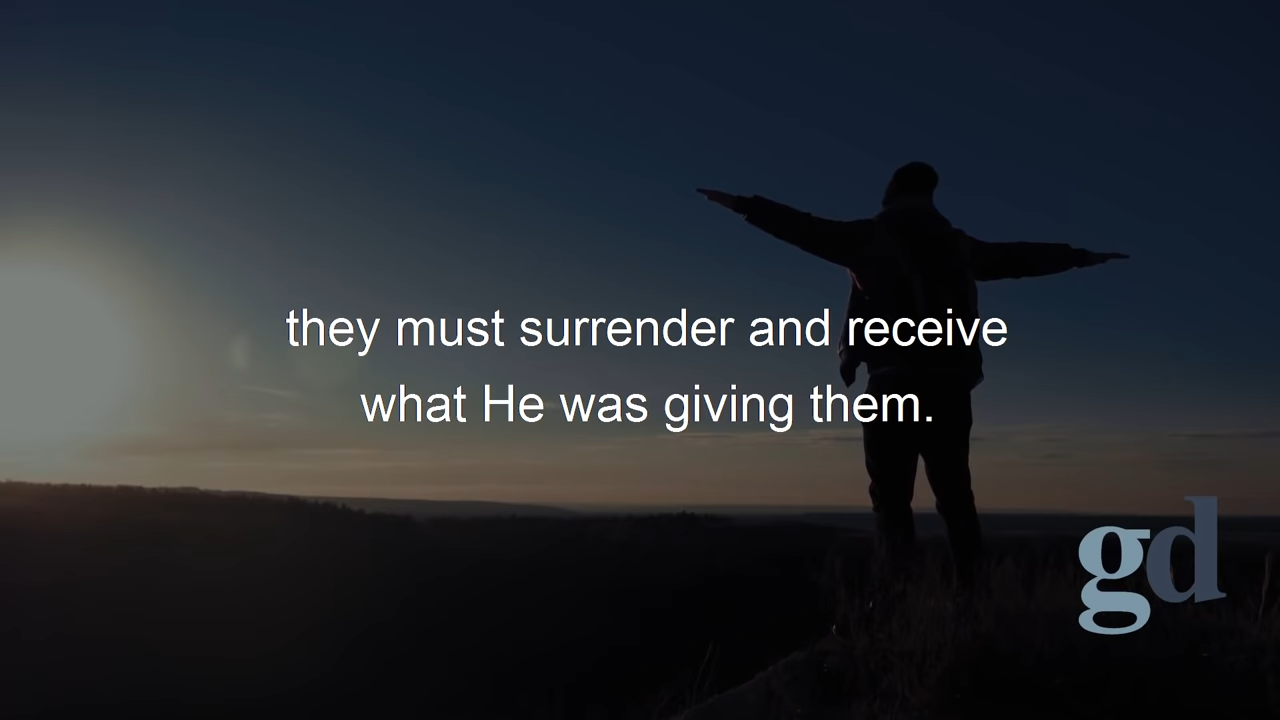 they must surrender and receive
what He was giving them.
gd